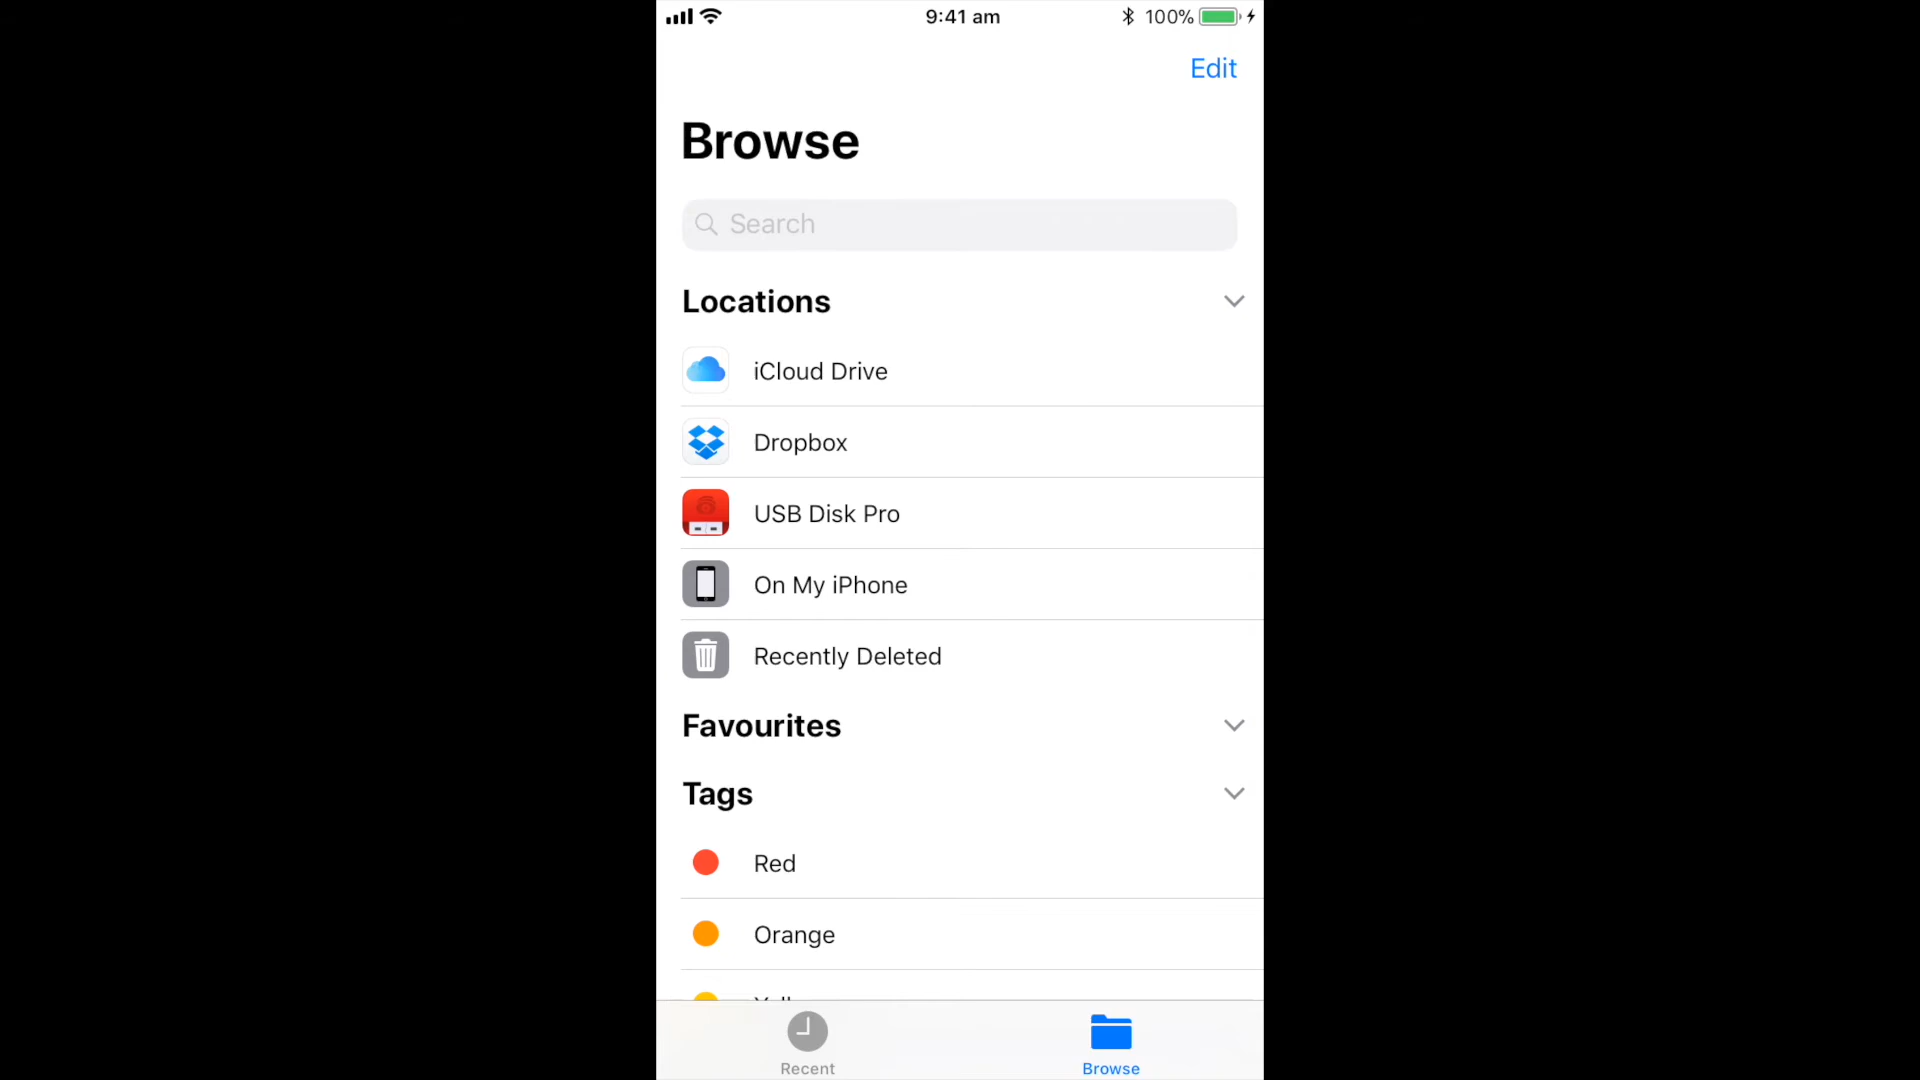 9:41 am
100%
Edit
Browse
Search
Locations
iCloud Drive
Dropbox
USB Disk Pro
On My iPhone
Recently Deleted
Favourites
Tags
Red
Orange
Recent
Browse